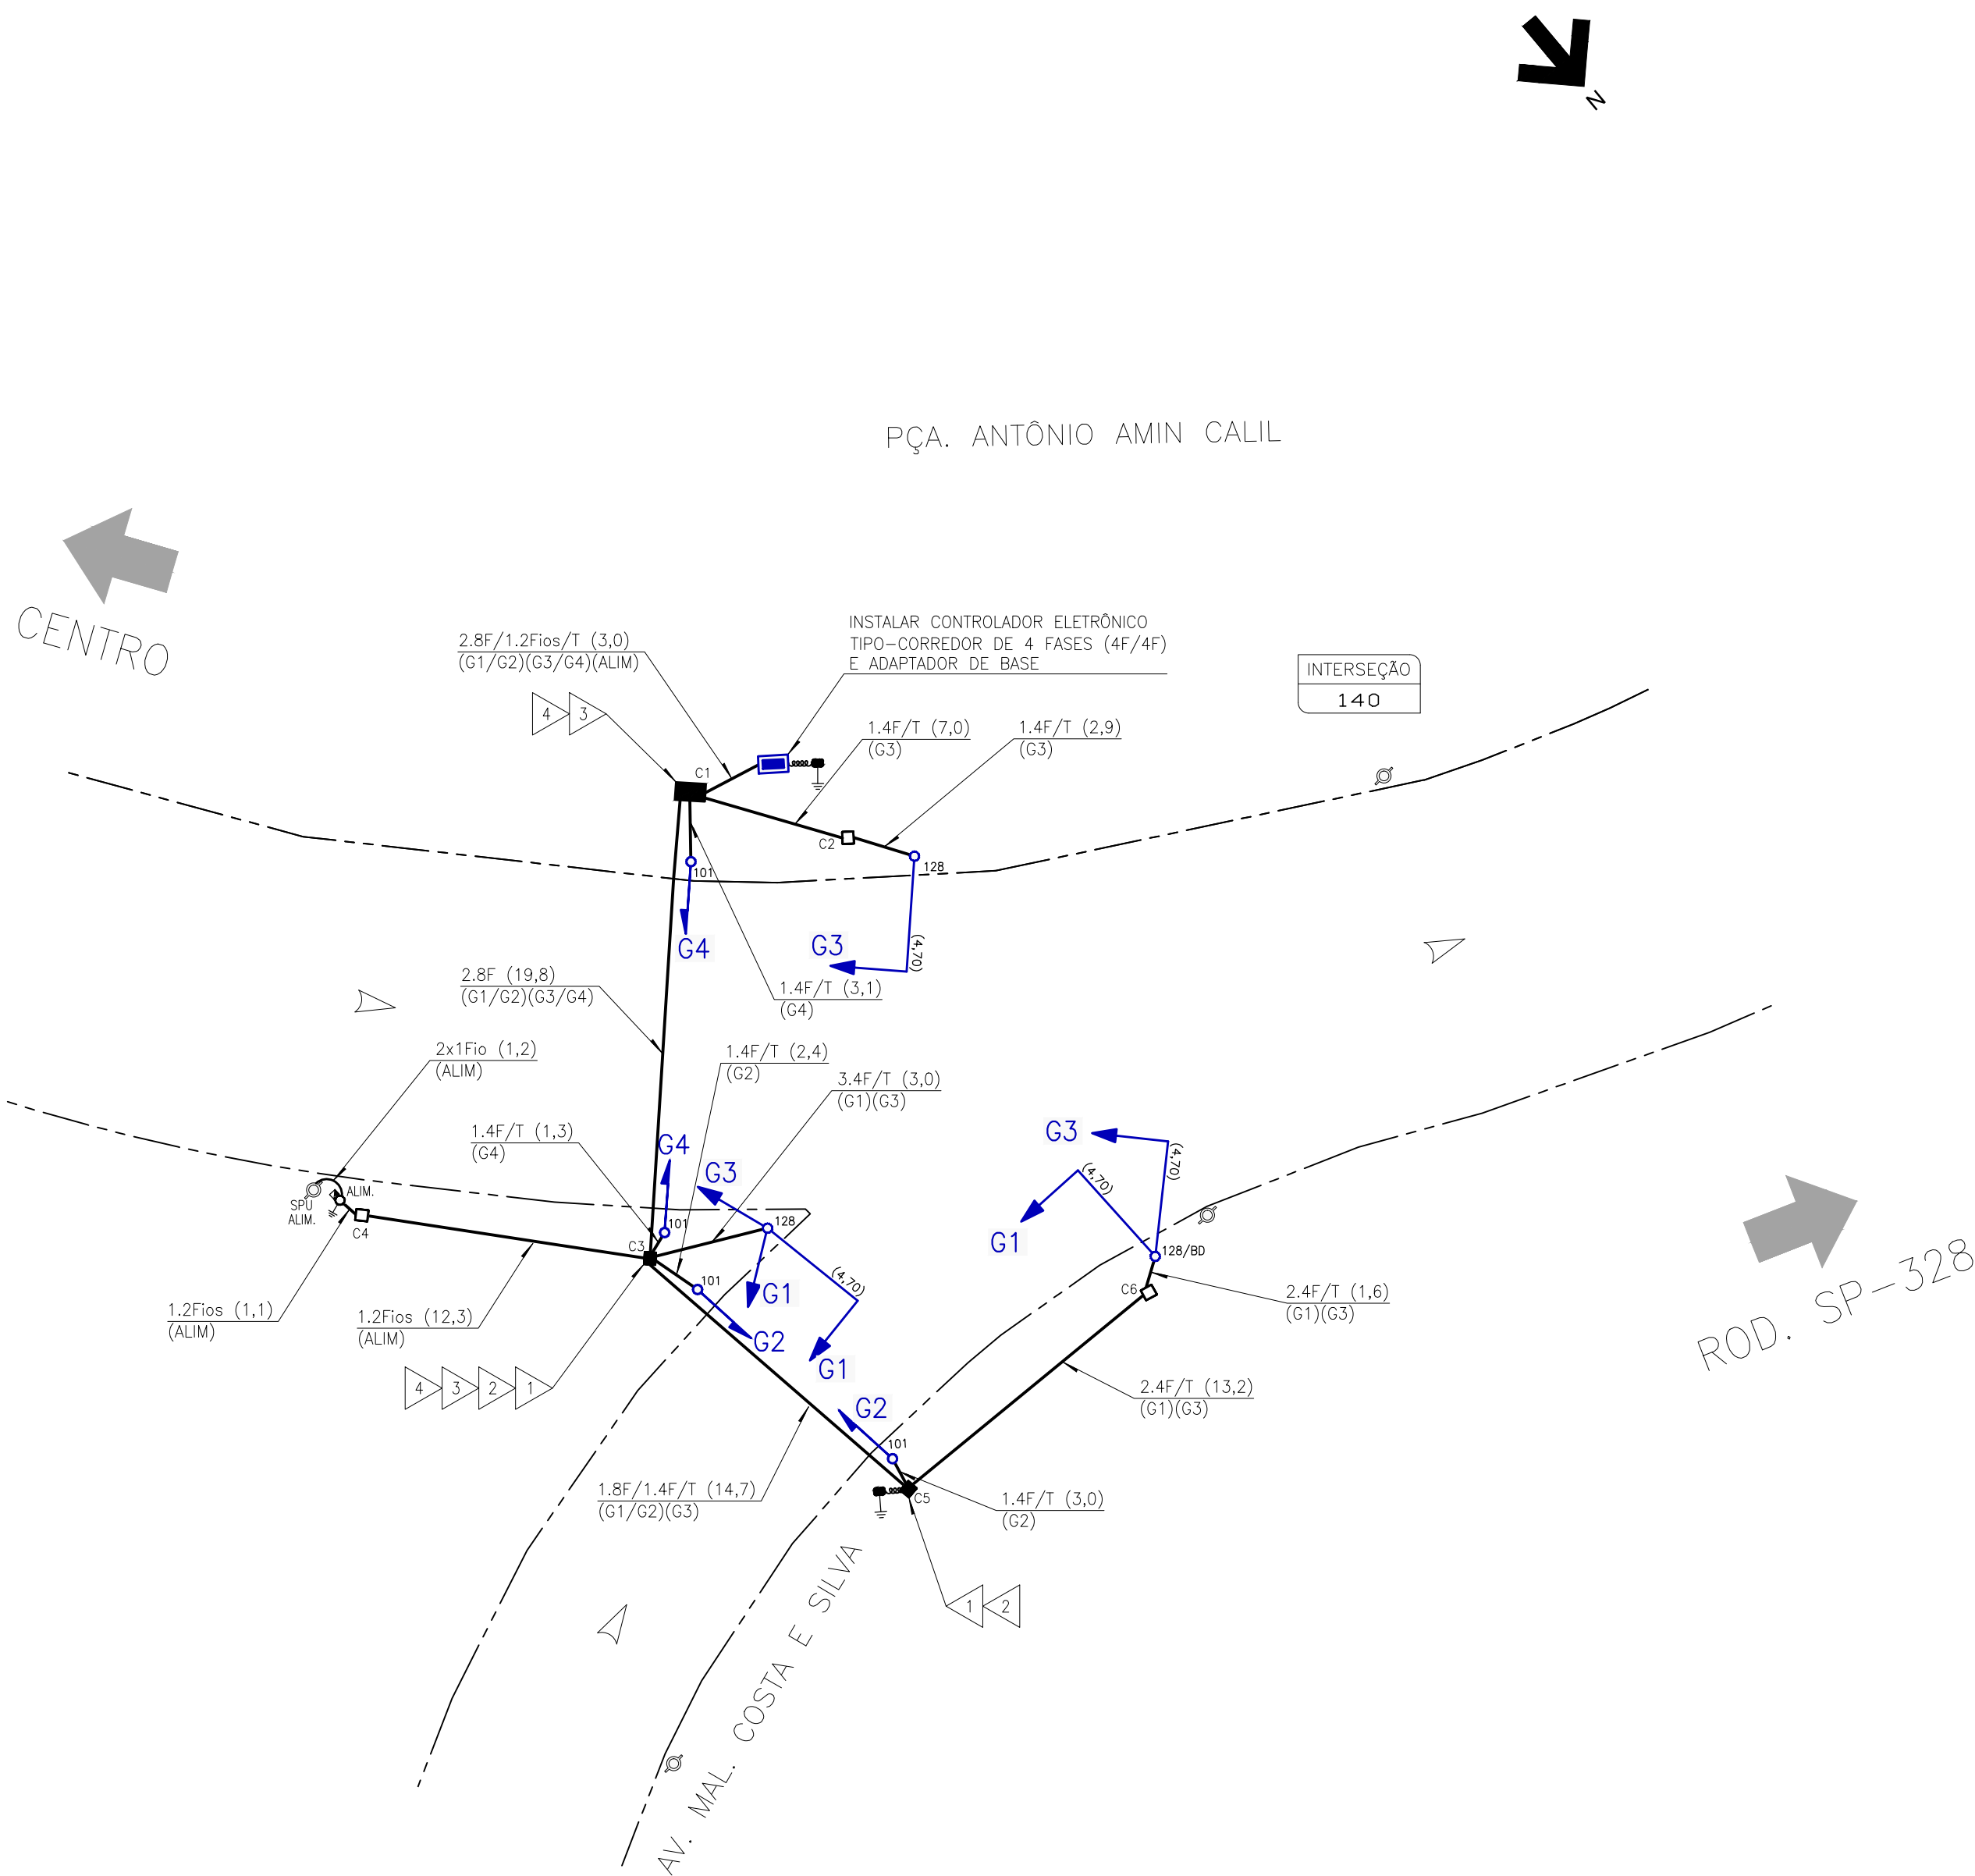 N
PÇA. ANTÔNIO AMIN CALIL
CENTRO
INSTALAR CONTROLADOR ELETRÔNICO
TIPO-CORREDOR DE 4 FASES (4F/4F)
E ADAPTADOR DE BASE
2.8F/1.2Fios/T (3,0)
(G1/G2)(G3/G4)(ALIM)
INTERSEÇÃO
140
4
3
1.4F/T (7,0)
(G3)
1.4F/T (2,9)
(G3)
C1
C2
101
128
G4
G3
(4,70)
2.8F (19,8)
(G1/G2)(G3/G4)
1.4F/T (3,1)
(G4)
2x1Fio (1,2)
(ALIM)
1.4F/T (2,4)
(G2)
3.4F/T (3,0)
(G1)(G3)
1.4F/T (1,3)
(G4)
G4
G3
G3
(4,70)
(4,70)
G1
SPU
ALIM.
ALIM.
C4
C3
101
128
128/BD
101
G1
(4,70)
G2
G1
C6
2.4F/T (1,6)
(G1)(G3)
ROD. SP-328
1.2Fios (1,1)
(ALIM)
1.2Fios (12,3)
(ALIM)
4
3
2
1
2.4F/T (13,2)
(G1)(G3)
G2
101
C5
1.8F/1.4F/T (14,7)
(G1/G2)(G3)
1.4F/T (3,0)
(G2)
1
2
AV. MAL. COSTA E SILVA